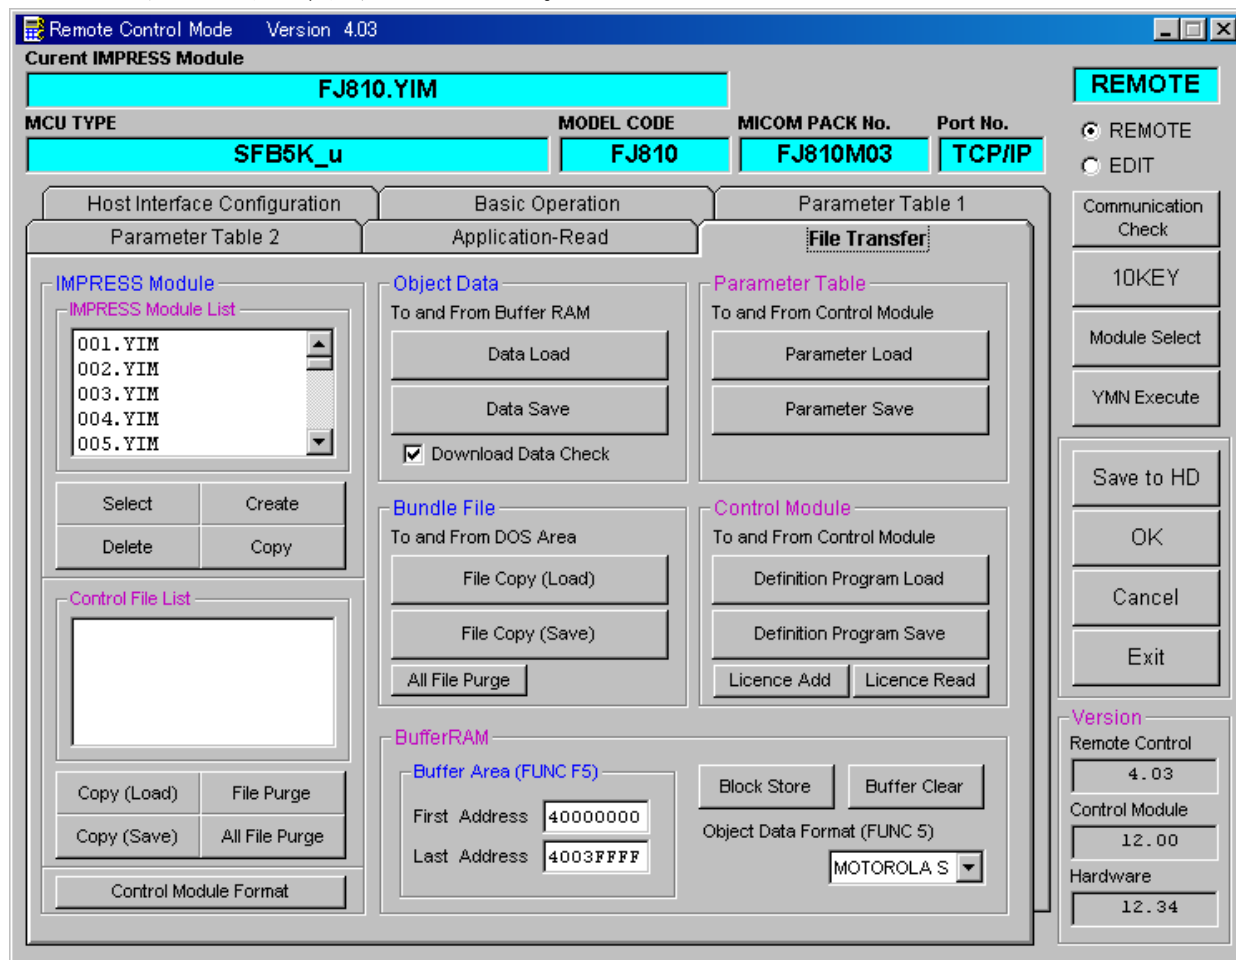 Remote Control Mode Version 4.03
Curent IMPRESS Module
FJ810.YIM
REMOTE
MCU TYPE
MODEL CODE
MICOM PACK No.
Port No.
SFB5K_u
FJ810
FJ810M03
TCP/IP
REMOTE
EDIT
Host Interface Configuration
Basic Operation
Parameter Table 1
Parameter Table 2
Application-Read
File Transfer
IMPRESS Module
IMPRESS Module List
001.YIM
002.YIM
003.YIM
004.YIM
005.YIM
Select
Create
Delete
Copy
Control File List
Copy (Load)
File Purge
Copy (Save)
All File Purge
Control Module Format
Object Data
To and From Buffer RAM
Data Load
Data Save
Download Data Check
Parameter Table
To and From Control Module
Parameter Load
Parameter Save
Bundle File
To and From DOS Area
File Copy (Load)
File Copy (Save)
All File Purge
Control Module
To and From Control Module
Definition Program Load
Definition Program Save
Licence Add
Licence Read
BufferRAM
Buffer Area (FUNC F5)
First Address 40000000
Last Address 4003FFFF
Block Store
Buffer Clear
Object Data Format (FUNC 5)
MOTOROLA S
Communication
Check
10KEY
Module Select
YMN Execute
Save to HD
OK
Cancel
Exit
Version
Remote Control
4.03
Control Module
12.00
Hardware
12.34